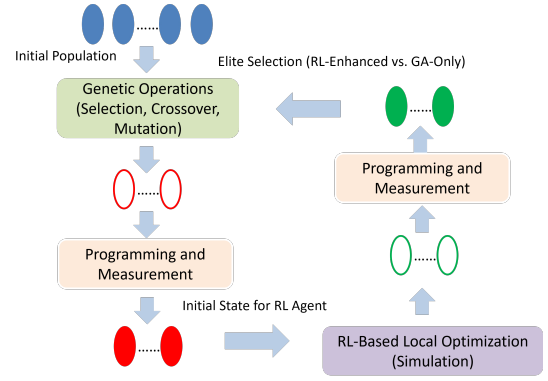 Initial Population
Elite Selection (RL-Enhanced vs. GA-Only)
Genetic Operations
(Selection, Crossover,
Mutation)
Programming and
Measurement
Programming and
Measurement
Initial State for RL Agent
RL-Based Local Optimization
(Simulation)